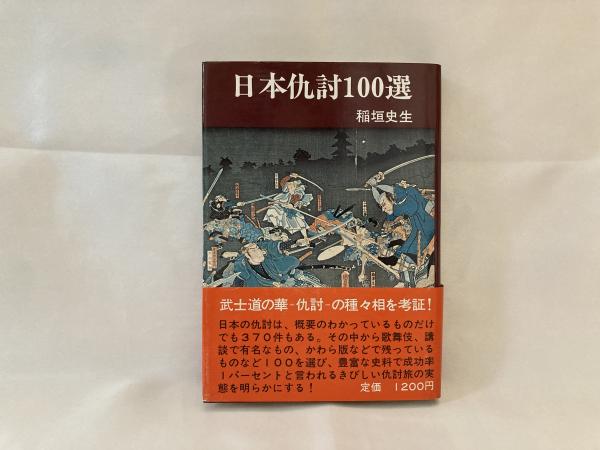 日本仇討100選
稲垣史生
武士道の華-仇討-の種々相を考証！
日本の仇討は、概要のわかっているものだけ
でも370件もある。その中から歌舞伎、講
談で有名なもの、かわら版などで残っている
ものなど100を選び、豊富な史料で成功率
1パーセントと言われるきびしい仇討旅の実
態を明らかにする！
定価 1200円